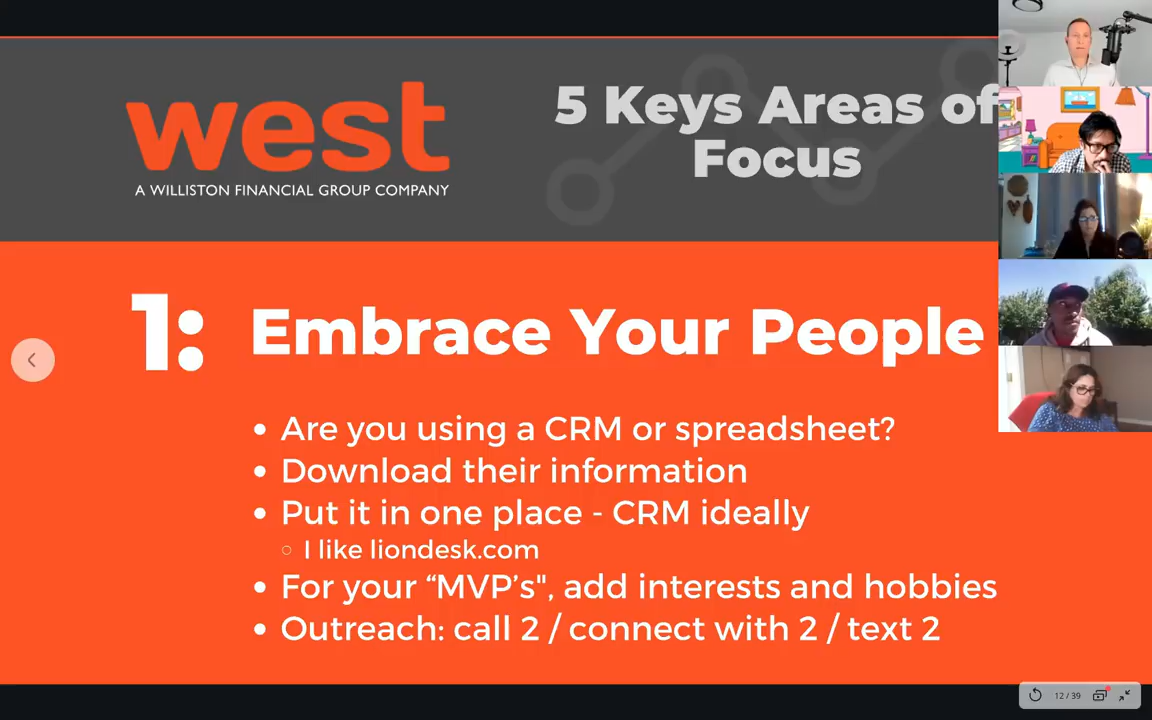 west
A WILLISTON FINANCIAL GROUP COMPANY
5 Keys Areas of
Focus
1: Embrace Your People
• Are you using a CRM or spreadsheet?
• Download their information
• Put it in one place - CRM ideally
○ I like liondesk.com
• For your “MVP’s", add interests and hobbies
• Outreach: call 2 / connect with 2 / text 2
12 / 39